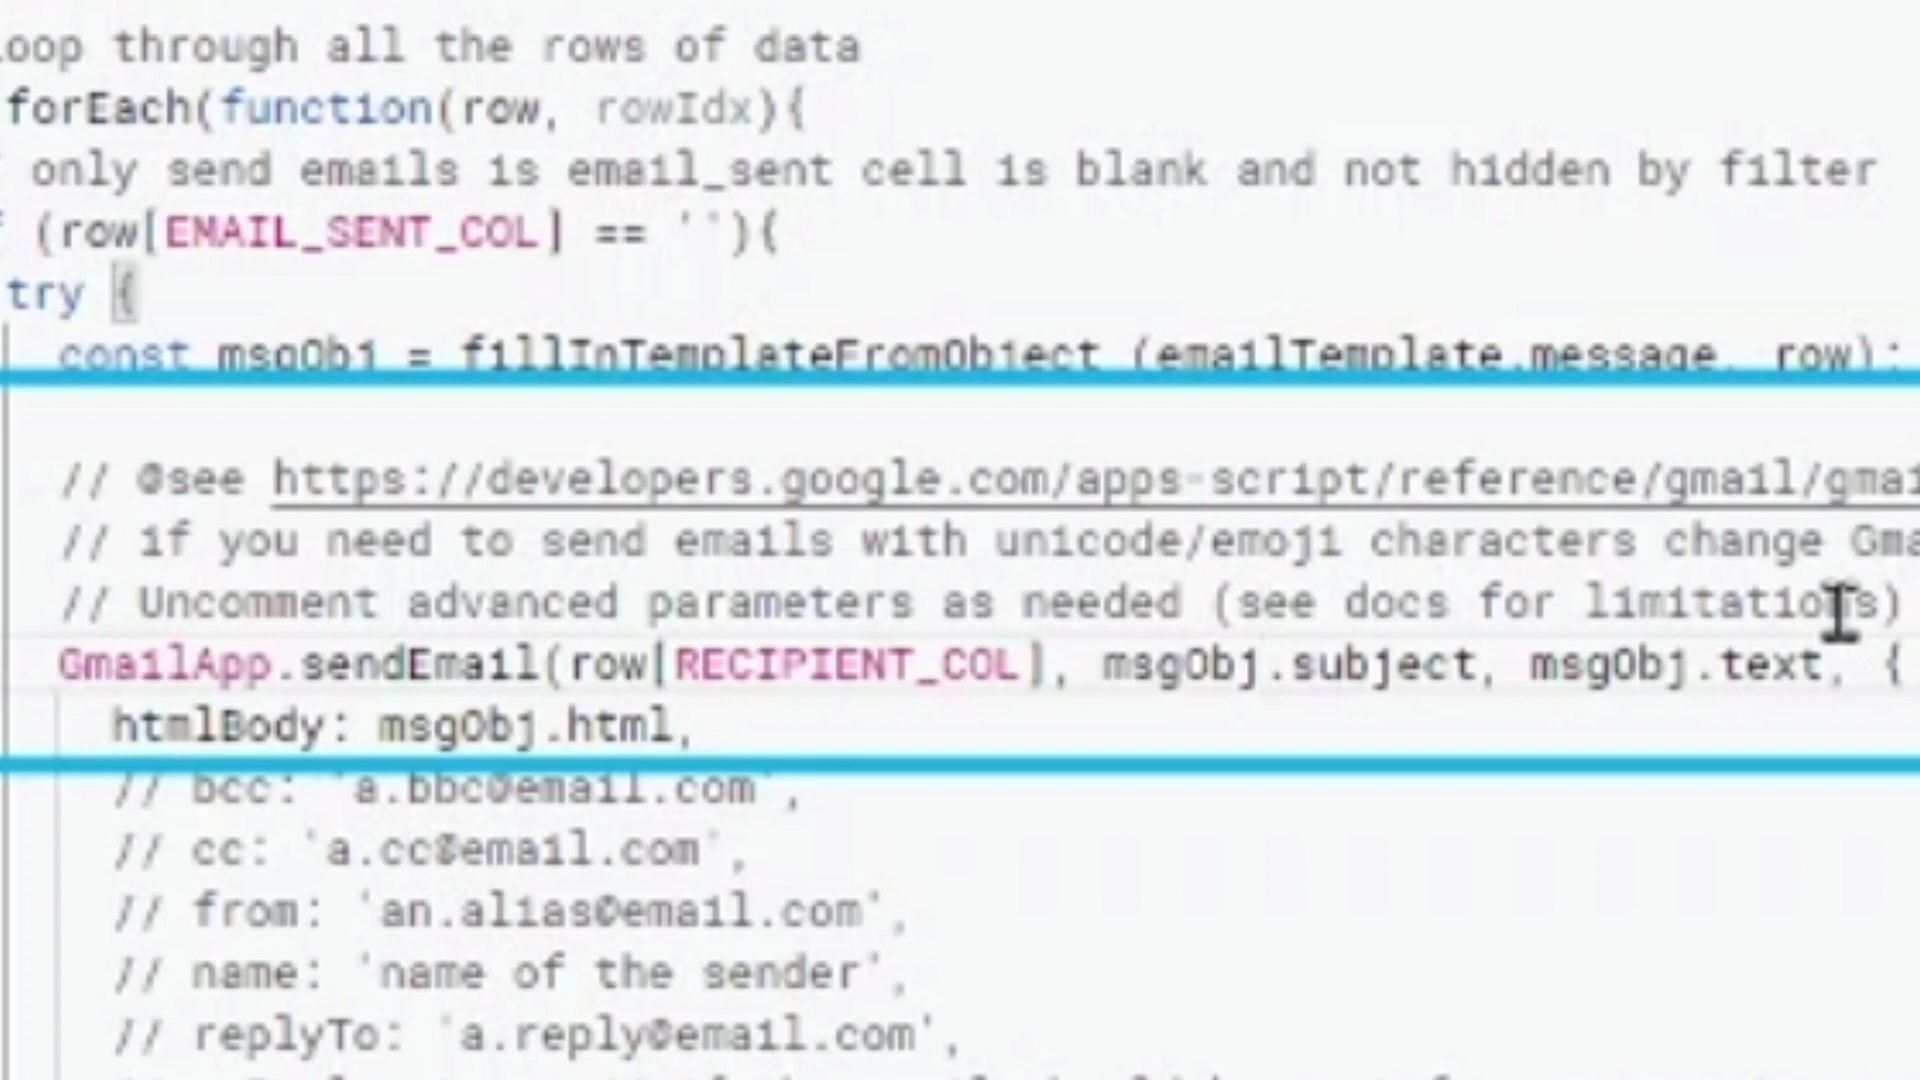 loop through all the rows of data
forEach(function(row, rowIdx){
only send emails is email_sent cell is blank and not hidden by filter
(row[EMAIL_SENT_COL] == ''){
try {
const msgObj = fillInTemplateFromObject (emailTemplate.message, row);
// @see https://developers.google.com/apps-script/reference/gmail/gmai
// if you need to send emails with unicode/emoji characters change Gma
// Uncomment advanced parameters as needed (see docs for limitations)
GmailApp.sendEmail(row[RECIPIENT_COL], msgObj.subject, msgObj.text, {
htmlBody: msgObj.html,
// bcc: 'a.bbc@email.com',
// cc: 'a.cc@email.com',
// from: 'an.alias@email.com',
// name: 'name of the sender',
// replyTo: 'a.reply@email.com',